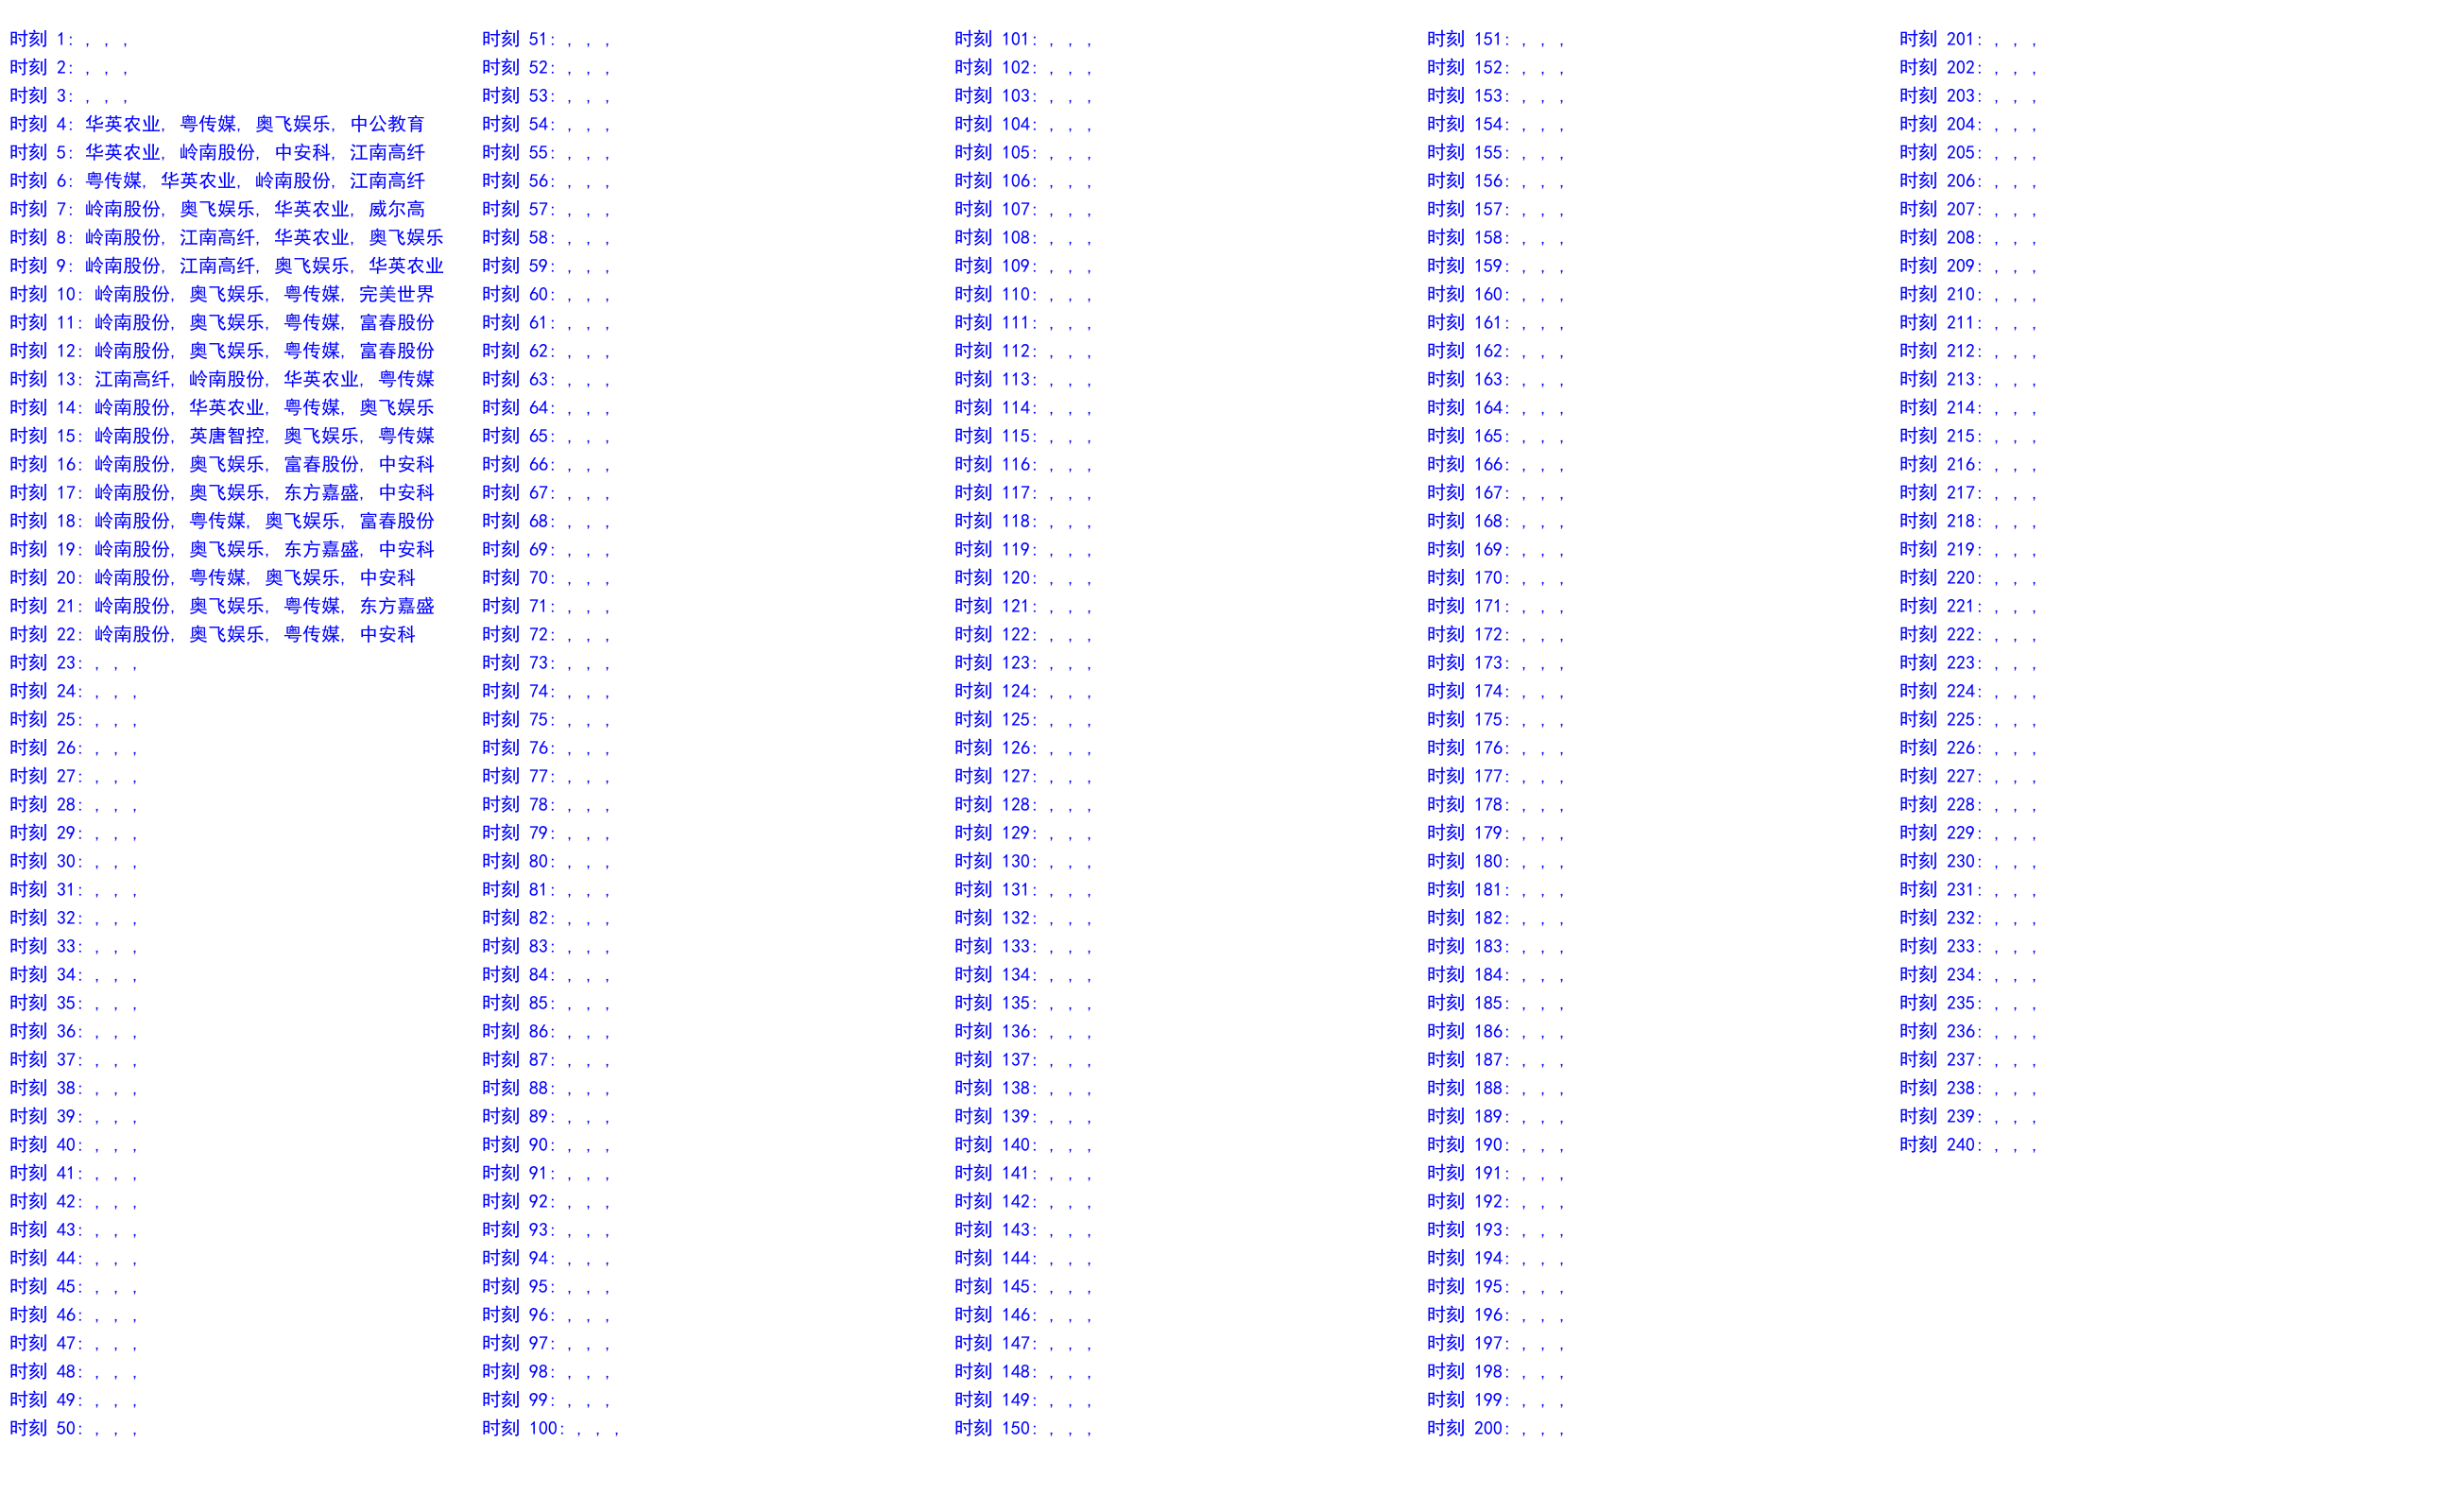 时刻 1: , , ,
时刻 2: , , ,
时刻 3: , , ,
时刻 4: 华英农业, 粤传媒, 奥飞娱乐, 中公教育
时刻 5: 华英农业, 岭南股份, 中安科, 江南高纤
时刻 6: 粤传媒, 华英农业, 岭南股份, 江南高纤
时刻 7: 岭南股份, 奥飞娱乐, 华英农业, 威尔高
时刻 8: 岭南股份, 江南高纤, 华英农业, 奥飞娱乐
时刻 9: 岭南股份, 江南高纤, 奥飞娱乐, 华英农业
时刻 10: 岭南股份, 奥飞娱乐, 粤传媒, 完美世界
时刻 11: 岭南股份, 奥飞娱乐, 粤传媒, 富春股份
时刻 12: 岭南股份, 奥飞娱乐, 粤传媒, 富春股份
时刻 13: 江南高纤, 岭南股份, 华英农业, 粤传媒
时刻 14: 岭南股份, 华英农业, 粤传媒, 奥飞娱乐
时刻 15: 岭南股份, 英唐智控, 奥飞娱乐, 粤传媒
时刻 16: 岭南股份, 奥飞娱乐, 富春股份, 中安科
时刻 17: 岭南股份, 奥飞娱乐, 东方嘉盛, 中安科
时刻 18: 岭南股份, 粤传媒, 奥飞娱乐, 富春股份
时刻 19: 岭南股份, 奥飞娱乐, 东方嘉盛, 中安科
时刻 20: 岭南股份, 粤传媒, 奥飞娱乐, 中安科
时刻 21: 岭南股份, 奥飞娱乐, 粤传媒, 东方嘉盛
时刻 22: 岭南股份, 奥飞娱乐, 粤传媒, 中安科
时刻 23: , , ,
时刻 24: , , ,
时刻 25: , , ,
时刻 26: , , ,
时刻 27: , , ,
时刻 28: , , ,
时刻 29: , , ,
时刻 30: , , ,
时刻 31: , , ,
时刻 32: , , ,
时刻 33: , , ,
时刻 34: , , ,
时刻 35: , , ,
时刻 36: , , ,
时刻 37: , , ,
时刻 38: , , ,
时刻 39: , , ,
时刻 40: , , ,
时刻 41: , , ,
时刻 42: , , ,
时刻 43: , , ,
时刻 44: , , ,
时刻 45: , , ,
时刻 46: , , ,
时刻 47: , , ,
时刻 48: , , ,
时刻 49: , , ,
时刻 50: , , ,
时刻 51: , , ,
时刻 52: , , ,
时刻 53: , , ,
时刻 54: , , ,
时刻 55: , , ,
时刻 56: , , ,
时刻 57: , , ,
时刻 58: , , ,
时刻 59: , , ,
时刻 60: , , ,
时刻 61: , , ,
时刻 62: , , ,
时刻 63: , , ,
时刻 64: , , ,
时刻 65: , , ,
时刻 66: , , ,
时刻 67: , , ,
时刻 68: , , ,
时刻 69: , , ,
时刻 70: , , ,
时刻 71: , , ,
时刻 72: , , ,
时刻 73: , , ,
时刻 74: , , ,
时刻 75: , , ,
时刻 76: , , ,
时刻 77: , , ,
时刻 78: , , ,
时刻 79: , , ,
时刻 80: , , ,
时刻 81: , , ,
时刻 82: , , ,
时刻 83: , , ,
时刻 84: , , ,
时刻 85: , , ,
时刻 86: , , ,
时刻 87: , , ,
时刻 88: , , ,
时刻 89: , , ,
时刻 90: , , ,
时刻 91: , , ,
时刻 92: , , ,
时刻 93: , , ,
时刻 94: , , ,
时刻 95: , , ,
时刻 96: , , ,
时刻 97: , , ,
时刻 98: , , ,
时刻 99: , , ,
时刻 100: , , ,
时刻 101: , , ,
时刻 102: , , ,
时刻 103: , , ,
时刻 104: , , ,
时刻 105: , , ,
时刻 106: , , ,
时刻 107: , , ,
时刻 108: , , ,
时刻 109: , , ,
时刻 110: , , ,
时刻 111: , , ,
时刻 112: , , ,
时刻 113: , , ,
时刻 114: , , ,
时刻 115: , , ,
时刻 116: , , ,
时刻 117: , , ,
时刻 118: , , ,
时刻 119: , , ,
时刻 120: , , ,
时刻 121: , , ,
时刻 122: , , ,
时刻 123: , , ,
时刻 124: , , ,
时刻 125: , , ,
时刻 126: , , ,
时刻 127: , , ,
时刻 128: , , ,
时刻 129: , , ,
时刻 130: , , ,
时刻 131: , , ,
时刻 132: , , ,
时刻 133: , , ,
时刻 134: , , ,
时刻 135: , , ,
时刻 136: , , ,
时刻 137: , , ,
时刻 138: , , ,
时刻 139: , , ,
时刻 140: , , ,
时刻 141: , , ,
时刻 142: , , ,
时刻 143: , , ,
时刻 144: , , ,
时刻 145: , , ,
时刻 146: , , ,
时刻 147: , , ,
时刻 148: , , ,
时刻 149: , , ,
时刻 150: , , ,
时刻 151: , , ,
时刻 152: , , ,
时刻 153: , , ,
时刻 154: , , ,
时刻 155: , , ,
时刻 156: , , ,
时刻 157: , , ,
时刻 158: , , ,
时刻 159: , , ,
时刻 160: , , ,
时刻 161: , , ,
时刻 162: , , ,
时刻 163: , , ,
时刻 164: , , ,
时刻 165: , , ,
时刻 166: , , ,
时刻 167: , , ,
时刻 168: , , ,
时刻 169: , , ,
时刻 170: , , ,
时刻 171: , , ,
时刻 172: , , ,
时刻 173: , , ,
时刻 174: , , ,
时刻 175: , , ,
时刻 176: , , ,
时刻 177: , , ,
时刻 178: , , ,
时刻 179: , , ,
时刻 180: , , ,
时刻 181: , , ,
时刻 182: , , ,
时刻 183: , , ,
时刻 184: , , ,
时刻 185: , , ,
时刻 186: , , ,
时刻 187: , , ,
时刻 188: , , ,
时刻 189: , , ,
时刻 190: , , ,
时刻 191: , , ,
时刻 192: , , ,
时刻 193: , , ,
时刻 194: , , ,
时刻 195: , , ,
时刻 196: , , ,
时刻 197: , , ,
时刻 198: , , ,
时刻 199: , , ,
时刻 200: , , ,
时刻 201: , , ,
时刻 202: , , ,
时刻 203: , , ,
时刻 204: , , ,
时刻 205: , , ,
时刻 206: , , ,
时刻 207: , , ,
时刻 208: , , ,
时刻 209: , , ,
时刻 210: , , ,
时刻 211: , , ,
时刻 212: , , ,
时刻 213: , , ,
时刻 214: , , ,
时刻 215: , , ,
时刻 216: , , ,
时刻 217: , , ,
时刻 218: , , ,
时刻 219: , , ,
时刻 220: , , ,
时刻 221: , , ,
时刻 222: , , ,
时刻 223: , , ,
时刻 224: , , ,
时刻 225: , , ,
时刻 226: , , ,
时刻 227: , , ,
时刻 228: , , ,
时刻 229: , , ,
时刻 230: , , ,
时刻 231: , , ,
时刻 232: , , ,
时刻 233: , , ,
时刻 234: , , ,
时刻 235: , , ,
时刻 236: , , ,
时刻 237: , , ,
时刻 238: , , ,
时刻 239: , , ,
时刻 240: , , ,